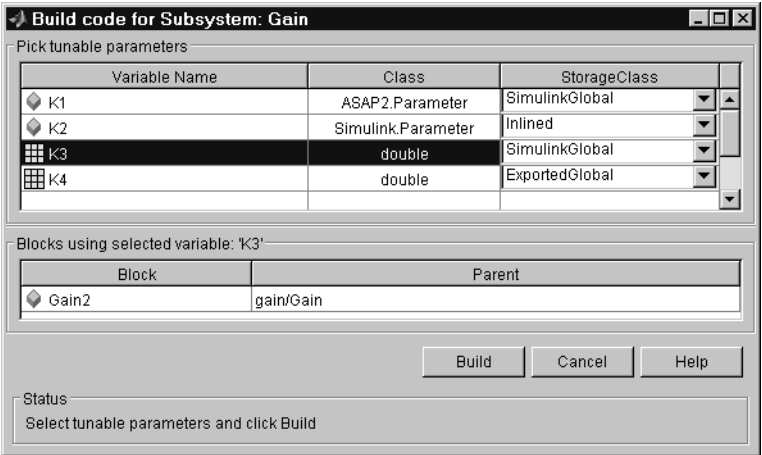 Build code for Subsystem: Gain
Pick tunable parameters
Variable Name Class StorageClass
K1 ASAP2.Parameter SimulinkGlobal
K2 Simulink.Parameter Inlined
K3 double SimulinkGlobal
K4 double ExportedGlobal
Blocks using selected variable: 'K3'
Block Parent
Gain2 gain/Gain
Build Cancel Help
Status
Select tunable parameters and click Build